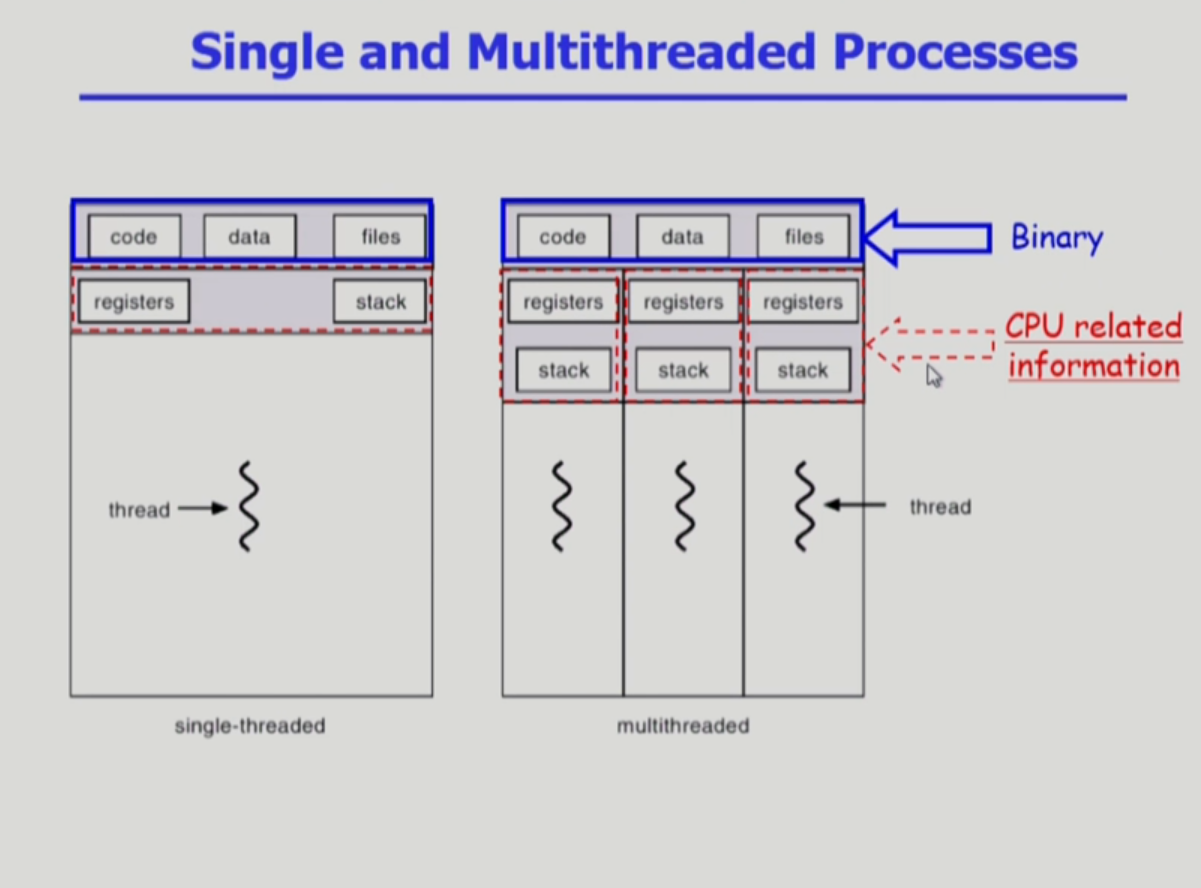 Single and Multithreaded Processes
code data files
registers stack
thread
single-threaded
code data files
registers registers registers
stack stack stack
thread
multithreaded
Binary
CPU related
information